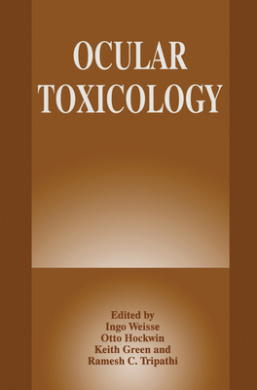 OCULAR
TOXICOLOGY
Edited by
Ingo Weisse
Otto Hockwin
Keith Green and
Ramesh C. Tripathi